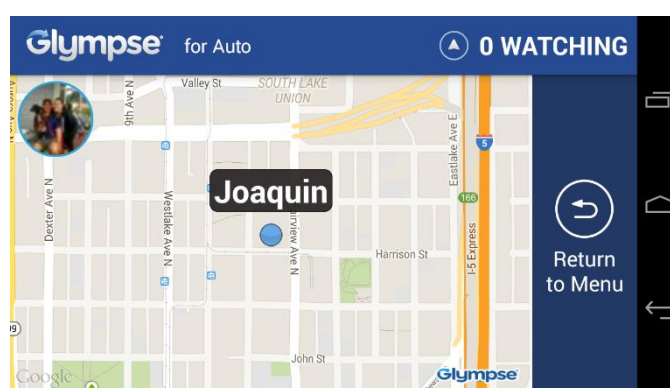 Glympse for Auto
0 WATCHING
Valley St
SOUTH LAKE
UNION
9th Ave N
Eastlake Ave E
5
Joaquin
166
Dexter Ave N
Westlake Ave N
Fairview Ave N
Harrison St
I-5 Express
Return
to Menu
John St
Google
Glympse